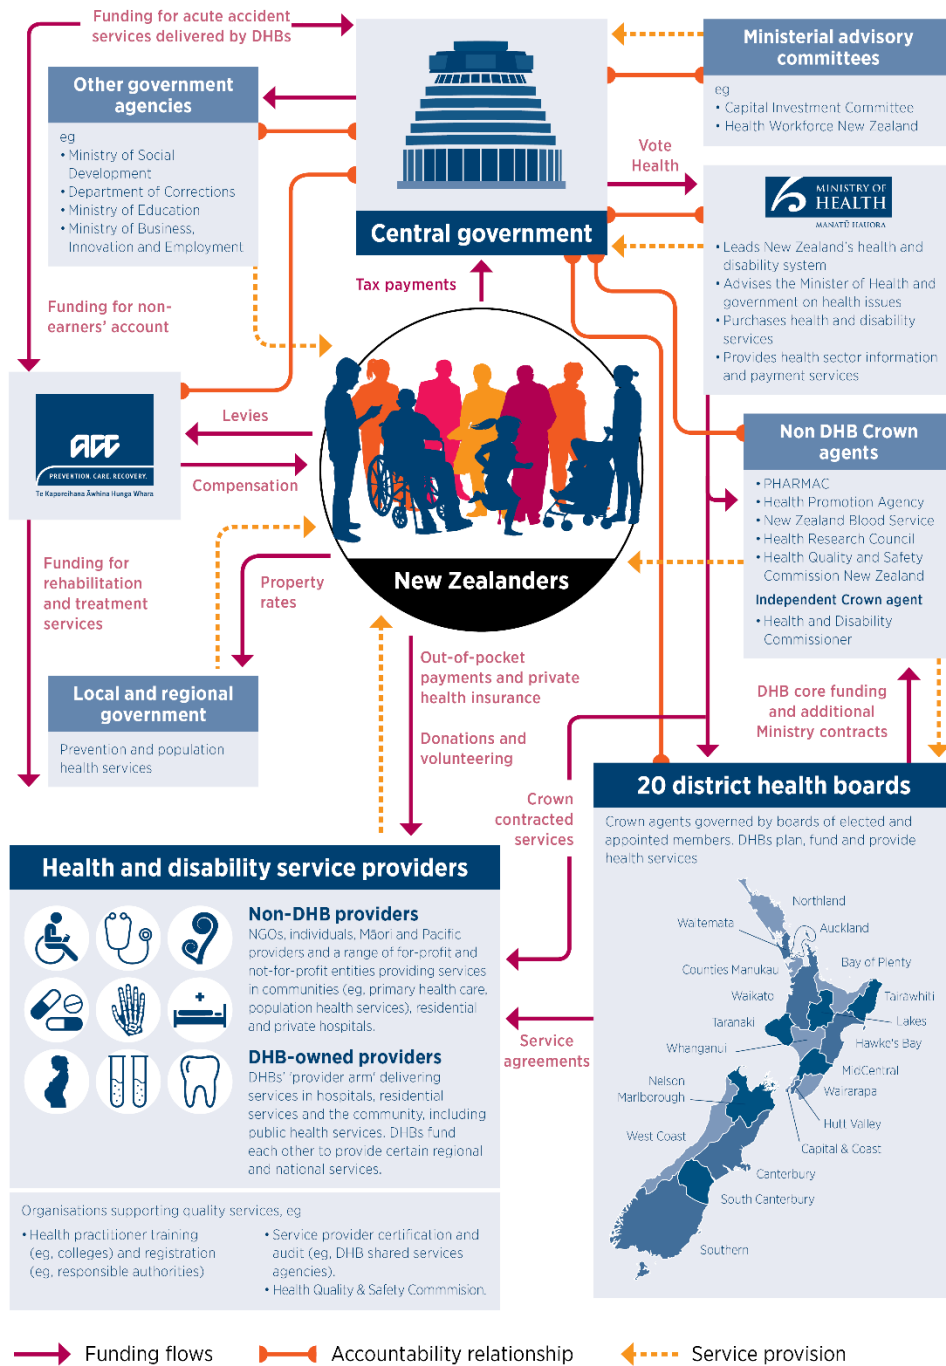 Funding for acute accident
services delivered by DHBs
Ministerial advisory
committees
eg
• Capital Investment Committee
• Health Workforce New Zealand
Other government
agencies
eg
• Ministry of Social
Development
• Department of Corrections
• Ministry of Education
• Ministry of Business,
Innovation and Employment
Central government
Vote
Health
MINISTRY OF
HEALTH
MANATŪ HAUORA
• Leads New Zealand's health and
disability system
• Advises the Minister of Health and
government on health issues
• Purchases health and disability
services
• Provides health sector information
and payment services
Tax payments
Funding for non-
earners' account
acc
PREVENTION. CARE. RECOVERY.
Te Kaporeihana Āwhina Hunga Whara
Levies
Compensation
New Zealanders
Non DHB Crown
agents
• PHARMAC
• Health Promotion Agency
• New Zealand Blood Service
• Health Research Council
• Health Quality and Safety
Commission New Zealand
Independent Crown agent
• Health and Disability
Commissioner
Funding for
rehabilitation
and treatment
services
Property
rates
Local and regional
government
Prevention and population
health services
Out-of-pocket
payments and private
health insurance
Donations and
volunteering
DHB core funding
and additional
Ministry contracts
Crown
contracted
services
20 district health boards
Crown agents governed by boards of elected and
appointed members. DHBs plan, fund and provide
health services
Northland
Waitemata
Auckland
Counties Manukau
Bay of Plenty
Waikato
Tairawhiti
Taranaki
Lakes
Whanganui
Hawke's Bay
MidCentral
Nelson
Marlborough
Wairarapa
Hutt Valley
West Coast
Capital & Coast
Canterbury
South Canterbury
Southern
Health and disability service providers
Non-DHB providers
NGOs, individuals, Māori and Pacific
providers and a range of for-profit and
not-for-profit entities providing services
in communities (eg, primary health care,
population health services), residential
and private hospitals.
DHB-owned providers
DHBs' 'provider arm' delivering
services in hospitals, residential
services and the community, including
public health services. DHBs fund
each other to provide certain regional
and national services.
Service
agreements
Organisations supporting quality services, eg
• Health practitioner training
(eg, colleges) and registration
(eg, responsible authorities)
• Service provider certification and
audit (eg, DHB shared services
agencies).
• Health Quality & Safety Commmision.
Funding flows
Accountability relationship
Service provision